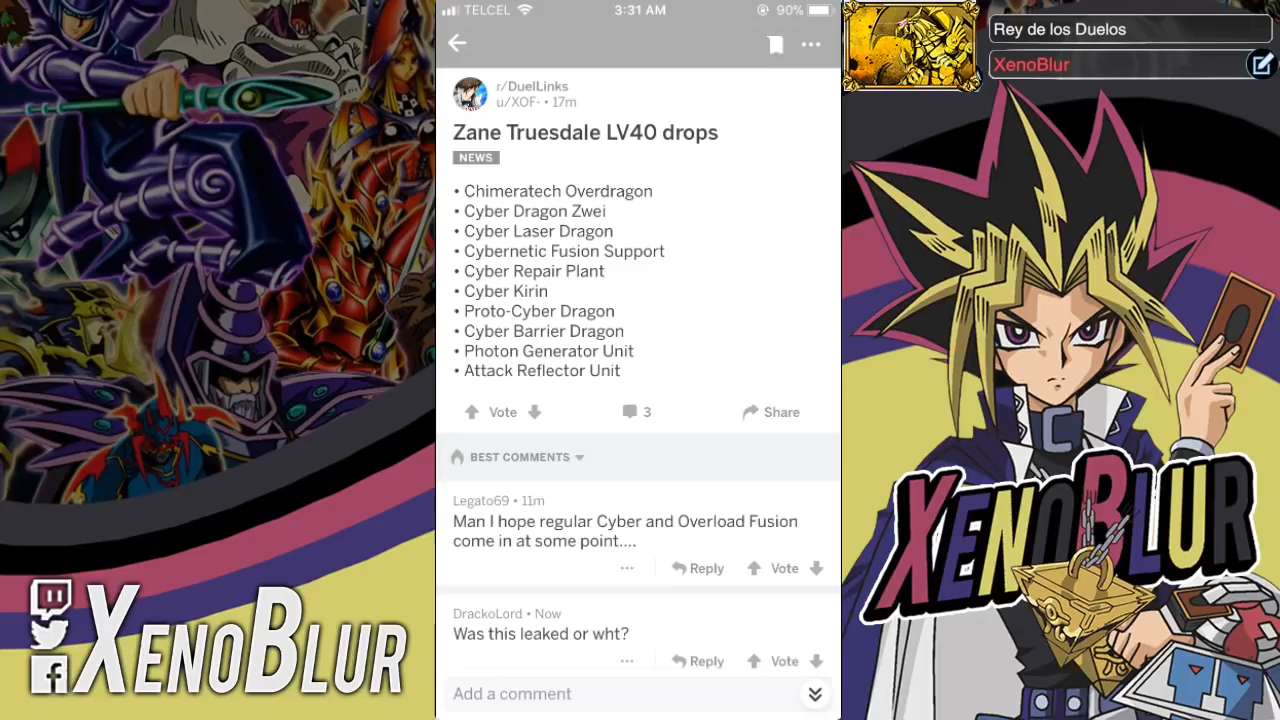 TELCEL 3:31 AM 90%
r/DuelLinks
u/XOF- • 17m
Zane Truesdale LV40 drops
NEWS
• Chimeratech Overdragon
• Cyber Dragon Zwei
• Cyber Laser Dragon
• Cybernetic Fusion Support
• Cyber Repair Plant
• Cyber Kirin
• Proto-Cyber Dragon
• Cyber Barrier Dragon
• Photon Generator Unit
• Attack Reflector Unit
Vote 3 Share
BEST COMMENTS
Legato69 • 11m
Man I hope regular Cyber and Overload Fusion
come in at some point....
... Reply Vote
DrackoLord • Now
Was this leaked or wht?
... Reply Vote
Add a comment
XENOBLUR
Rey de los Duelos
XenoBlur
XENOBLUR